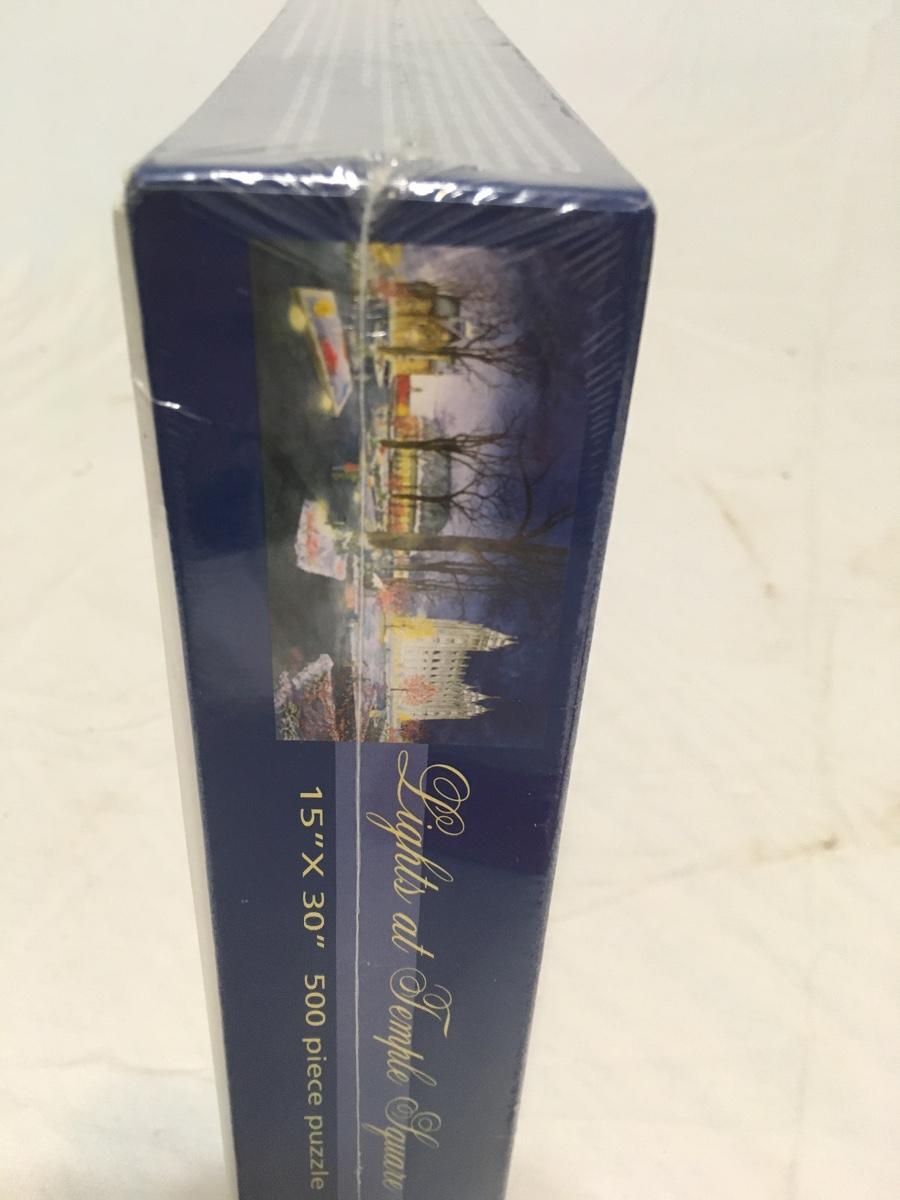 Lights at Temple Square
15"X 30" 500 piece puzzle